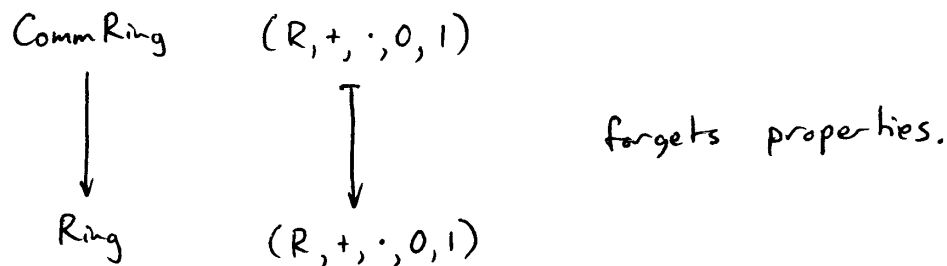 CommRing (R, +, ·, 0, 1)
forgets properties.
Ring (R, +, ·, 0, 1)